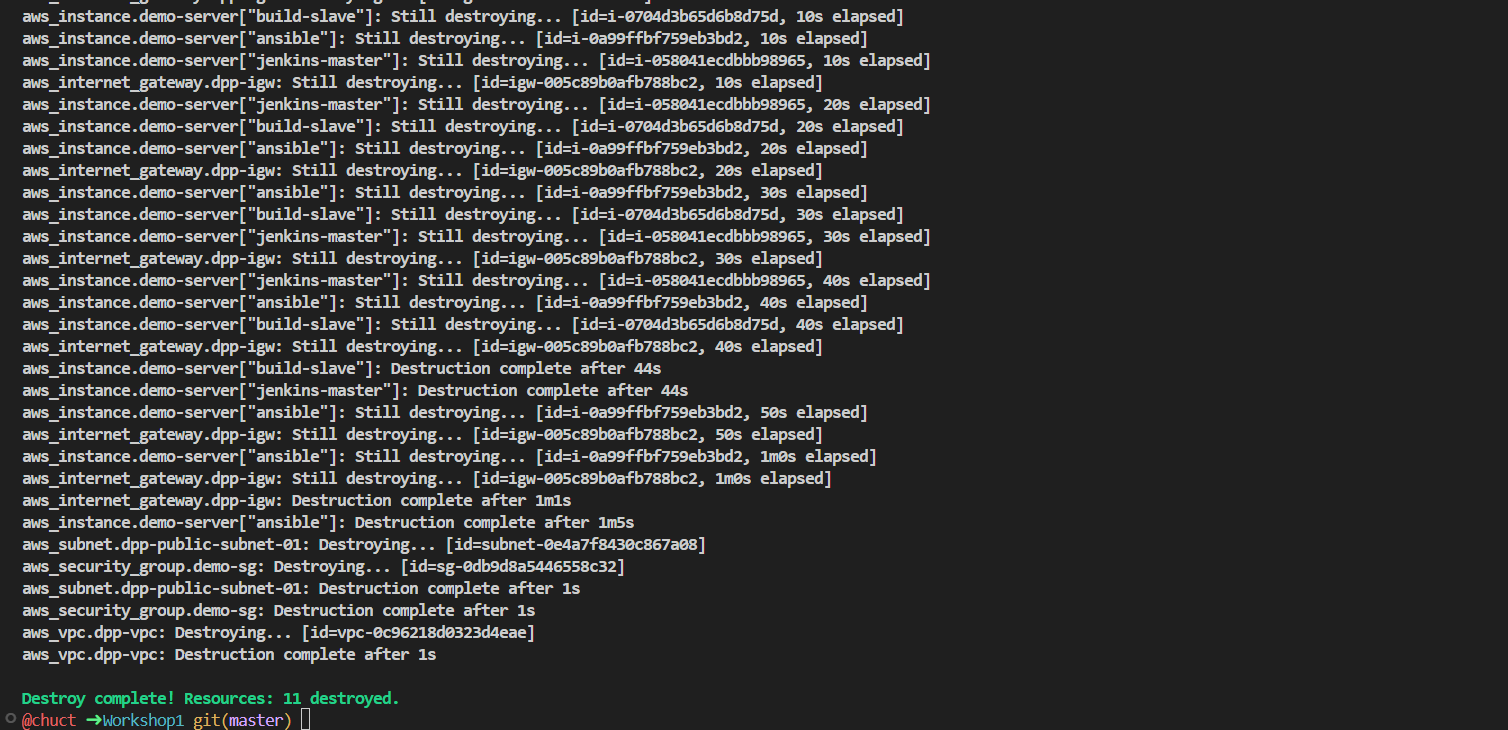 aws_instance.demo-server["build-slave"]: Still destroying... [id=i-0704d3b65d6b8d75d, 10s elapsed]
aws_instance.demo-server["ansible"]: Still destroying... [id=i-0a99ffbf759eb3bd2, 10s elapsed]
aws_instance.demo-server["jenkins-master"]: Still destroying... [id=i-058041ecdbbb98965, 10s elapsed]
aws_internet_gateway.dpp-igw: Still destroying... [id=igw-005c89b0afb788bc2, 10s elapsed]
aws_instance.demo-server["jenkins-master"]: Still destroying... [id=i-058041ecdbbb98965, 20s elapsed]
aws_instance.demo-server["build-slave"]: Still destroying... [id=i-0704d3b65d6b8d75d, 20s elapsed]
aws_instance.demo-server["ansible"]: Still destroying... [id=i-0a99ffbf759eb3bd2, 20s elapsed]
aws_internet_gateway.dpp-igw: Still destroying... [id=igw-005c89b0afb788bc2, 20s elapsed]
aws_instance.demo-server["ansible"]: Still destroying... [id=i-0a99ffbf759eb3bd2, 30s elapsed]
aws_instance.demo-server["build-slave"]: Still destroying... [id=i-0704d3b65d6b8d75d, 30s elapsed]
aws_instance.demo-server["jenkins-master"]: Still destroying... [id=i-058041ecdbbb98965, 30s elapsed]
aws_internet_gateway.dpp-igw: Still destroying... [id=igw-005c89b0afb788bc2, 30s elapsed]
aws_instance.demo-server["jenkins-master"]: Still destroying... [id=i-058041ecdbbb98965, 40s elapsed]
aws_instance.demo-server["ansible"]: Still destroying... [id=i-0a99ffbf759eb3bd2, 40s elapsed]
aws_instance.demo-server["build-slave"]: Still destroying... [id=i-0704d3b65d6b8d75d, 40s elapsed]
aws_internet_gateway.dpp-igw: Still destroying... [id=igw-005c89b0afb788bc2, 40s elapsed]
aws_instance.demo-server["build-slave"]: Destruction complete after 44s
aws_instance.demo-server["jenkins-master"]: Destruction complete after 44s
aws_instance.demo-server["ansible"]: Still destroying... [id=i-0a99ffbf759eb3bd2, 50s elapsed]
aws_internet_gateway.dpp-igw: Still destroying... [id=igw-005c89b0afb788bc2, 50s elapsed]
aws_instance.demo-server["ansible"]: Still destroying... [id=i-0a99ffbf759eb3bd2, 1m0s elapsed]
aws_internet_gateway.dpp-igw: Still destroying... [id=igw-005c89b0afb788bc2, 1m0s elapsed]
aws_internet_gateway.dpp-igw: Destruction complete after 1m1s
aws_instance.demo-server["ansible"]: Destruction complete after 1m5s
aws_subnet.dpp-public-subnet-01: Destroying... [id=subnet-0e4a7f8430c867a08]
aws_security_group.demo-sg: Destroying... [id=sg-0db9d8a5446558c32]
aws_subnet.dpp-public-subnet-01: Destruction complete after 1s
aws_security_group.demo-sg: Destruction complete after 1s
aws_vpc.dpp-vpc: Destroying... [id=vpc-0c96218d0323d4eae]
aws_vpc.dpp-vpc: Destruction complete after 1s
Destroy complete! Resources: 11 destroyed.
@chuct ➜Workshop1 git(master)